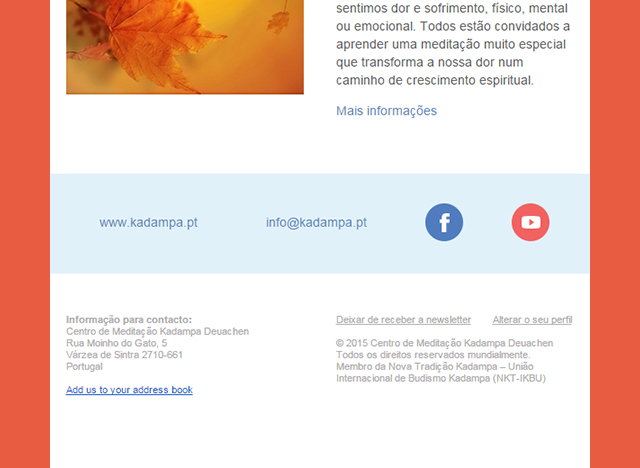 sentimos dor e sofrimento, físico, mental
ou emocional. Todos estão convidados a
aprender uma meditação muito especial
que transforma a nossa dor num
caminho de crescimento espiritual.
Mais informações
www.kadampa.pt
info@kadampa.pt
f
Informação para contacto:
Centro de Meditação Kadampa Deuachen
Rua Moinho do Gato, 5
Várzea de Sintra 2710-661
Portugal
Add us to your address book
Deixar de receber a newsletter
Alterar o seu perfil
© 2015 Centro de Meditação Kadampa Deuachen
Todos os direitos reservados mundialmente.
Membro da Nova Tradição Kadampa – União
Internacional de Budismo Kadampa (NKT-IKBU)